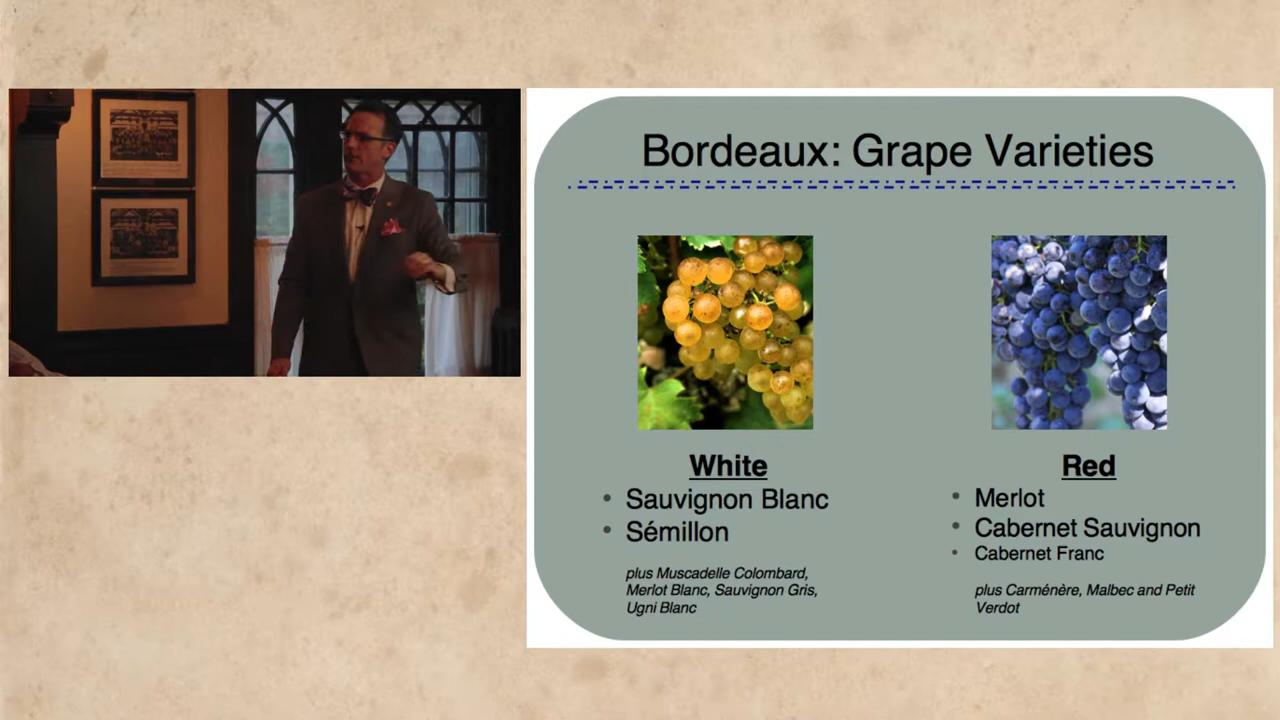 Bordeaux: Grape Varieties
White
Sauvignon Blanc
Sémillon
plus Muscadelle Colombard,
Merlot Blanc, Sauvignon Gris,
Ugni Blanc
Red
Merlot
Cabernet Sauvignon
Cabernet Franc
plus Carménère, Malbec and Petit
Verdot